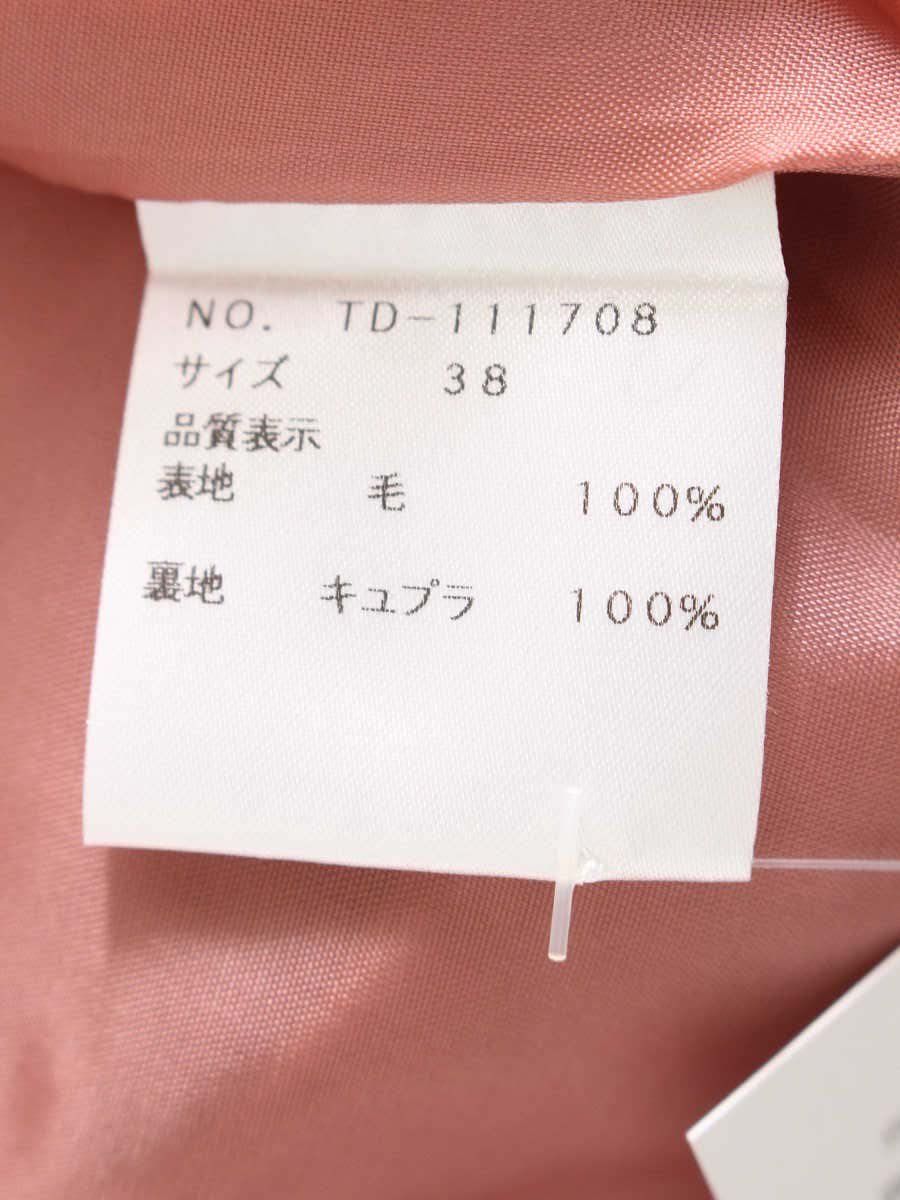 NO. TD-111708
サイズ 38
品質表示
表地 毛 100%
裏地 キュプラ 100%